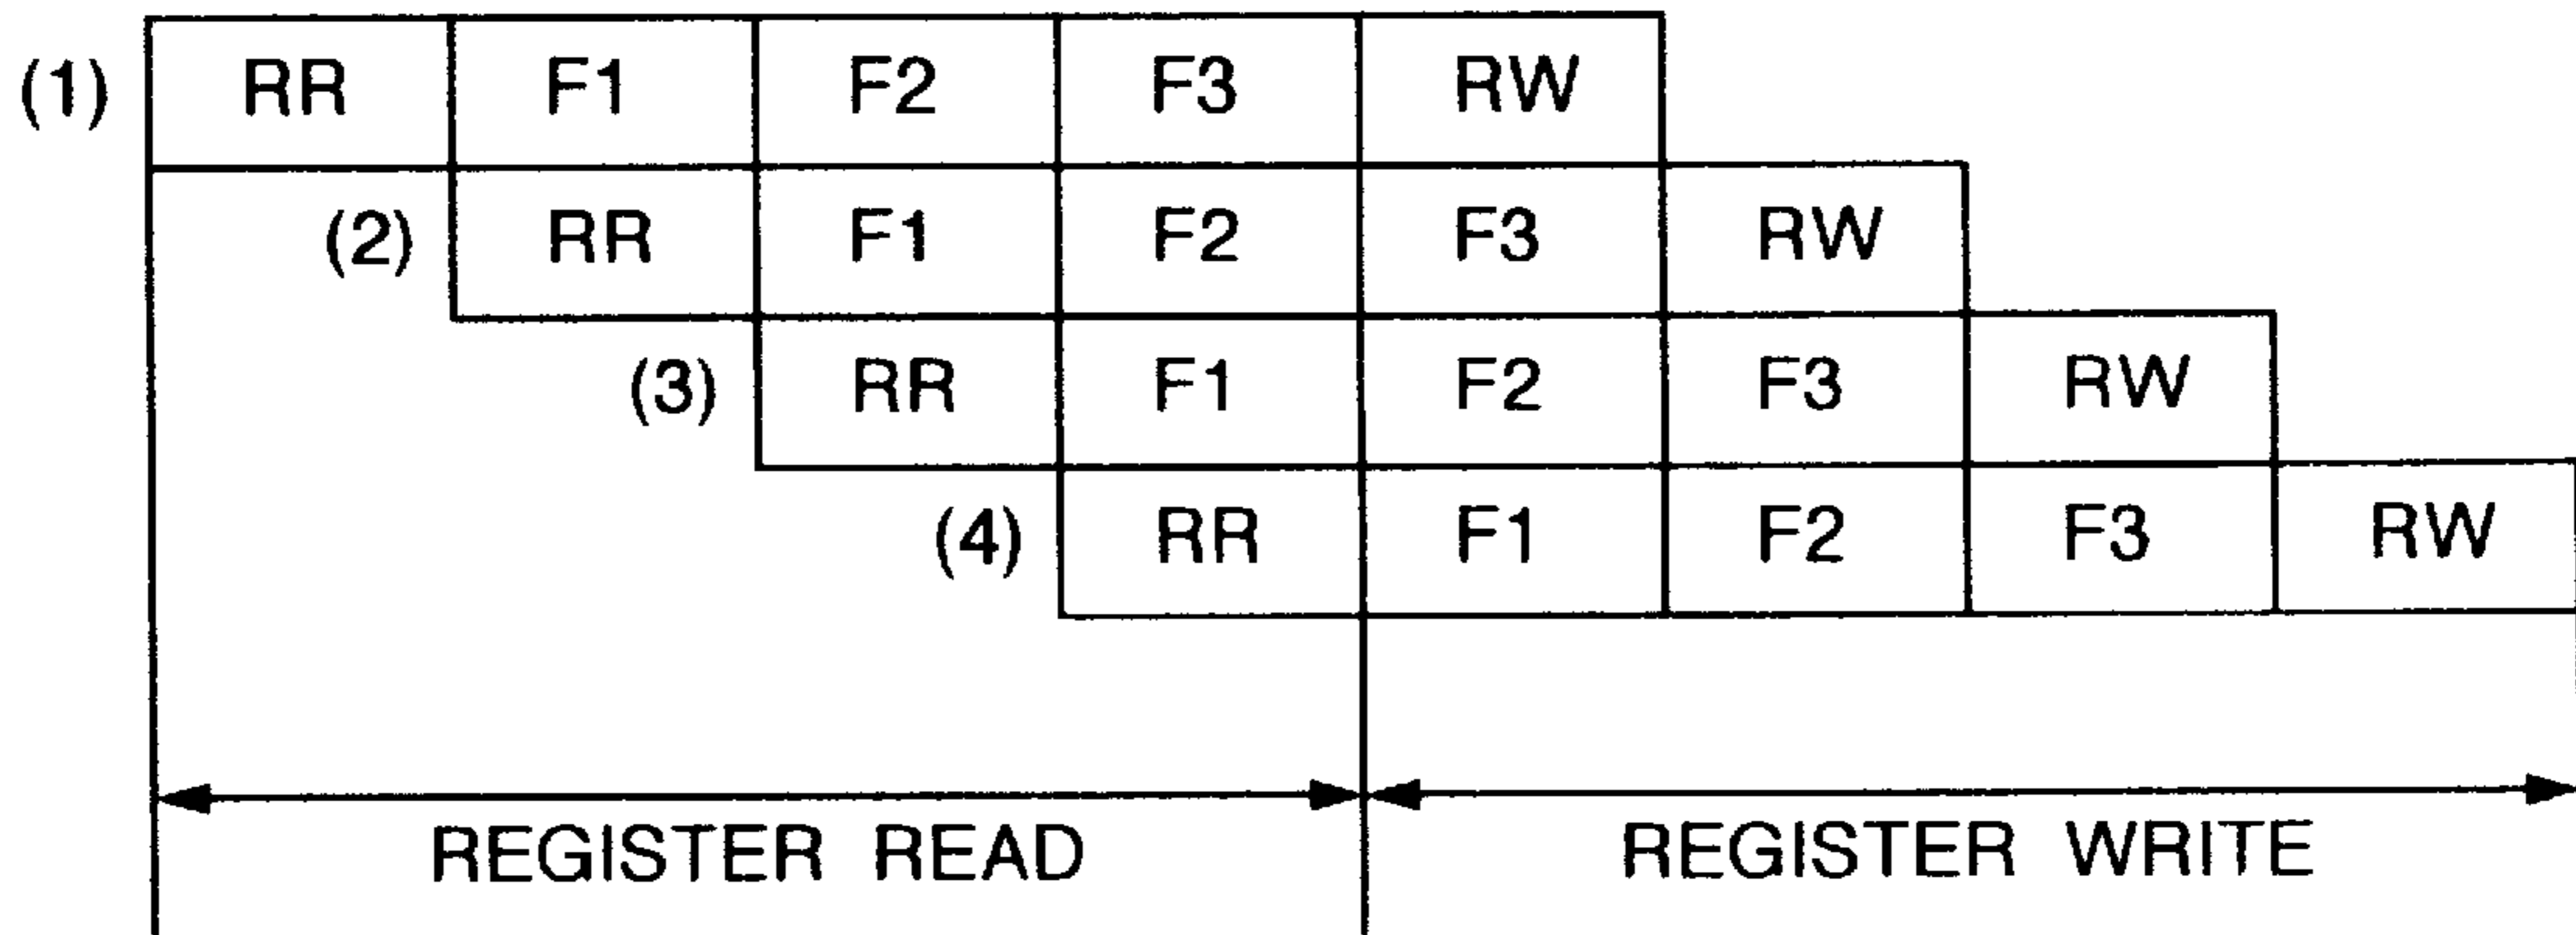 (1) RR F1 F2 F3 RW
(2) RR F1 F2 F3 RW
(3) RR F1 F2 F3 RW
(4) RR F1 F2 F3 RW
REGISTER READ REGISTER WRITE